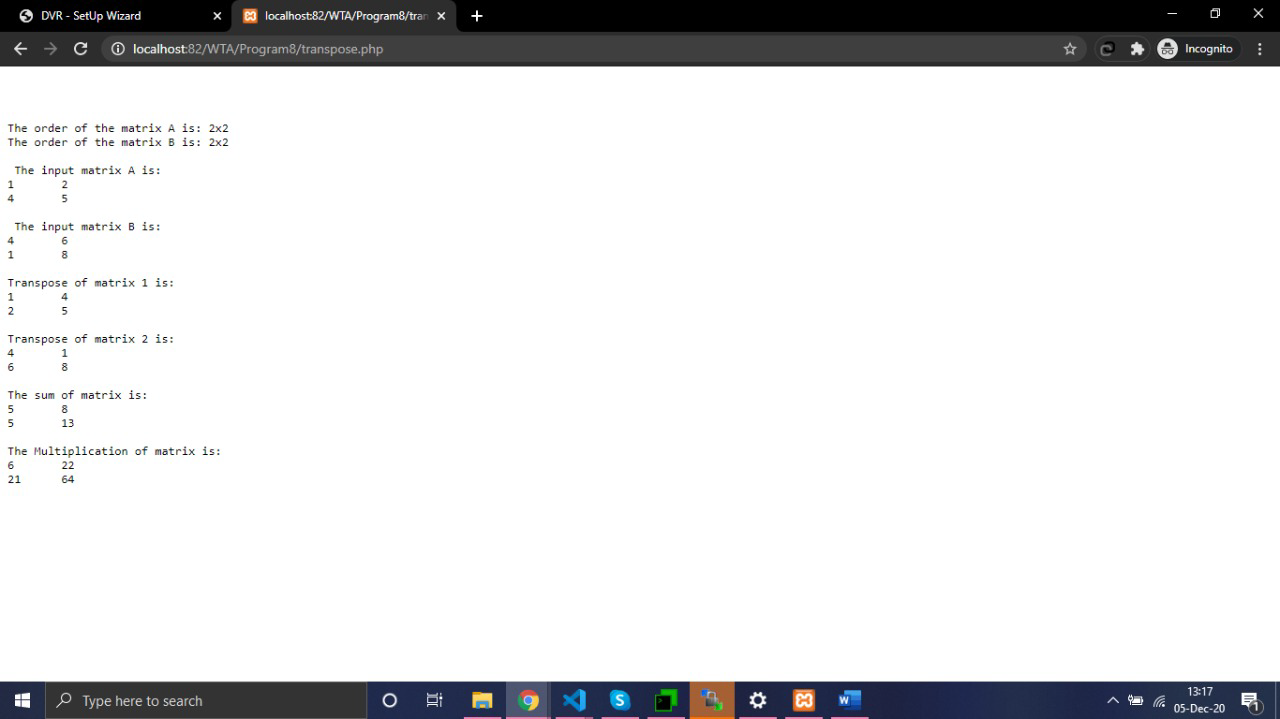 DVR - SetUp Wizard
localhost:82/WTA/Program8/tran
localhost:82/WTA/Program8/transpose.php
Incognito
The order of the matrix A is: 2x2
The order of the matrix B is: 2x2
The input matrix A is:
1 2
4 5
The input matrix B is:
4 6
1 8
Transpose of matrix 1 is:
1 4
2 5
Transpose of matrix 2 is:
4 1
6 8
The sum of matrix is:
5 8
5 13
The Multiplication of matrix is:
6 22
21 64
Type here to search
13:17
05-Dec-20
1